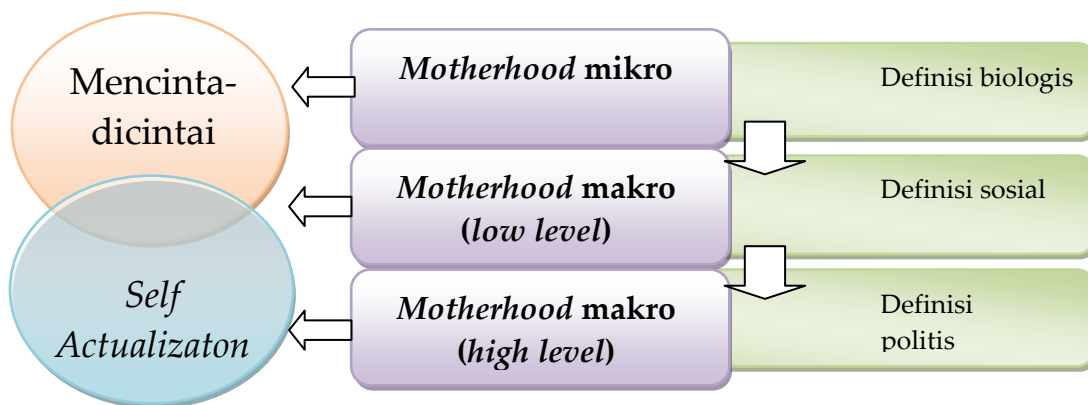 Mencinta-
dicintai
Self
Actualizaton
Motherhood mikro
Definisi biologis
Motherhood makro
(low level)
Definisi sosial
Motherhood makro
(high level)
Definisi
politis